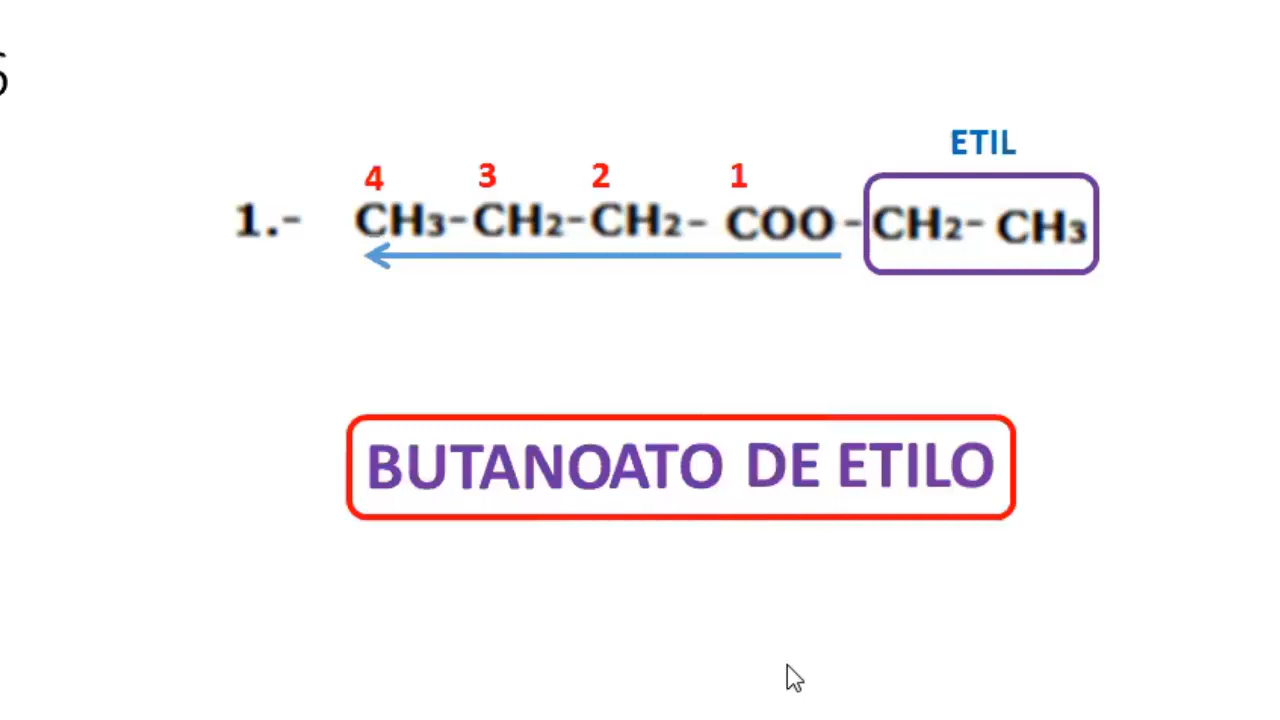 ETIL
4 3 2 1
1.- CH3-CH2-CH2- COO -CH2- CH3
BUTANOATO DE ETILO